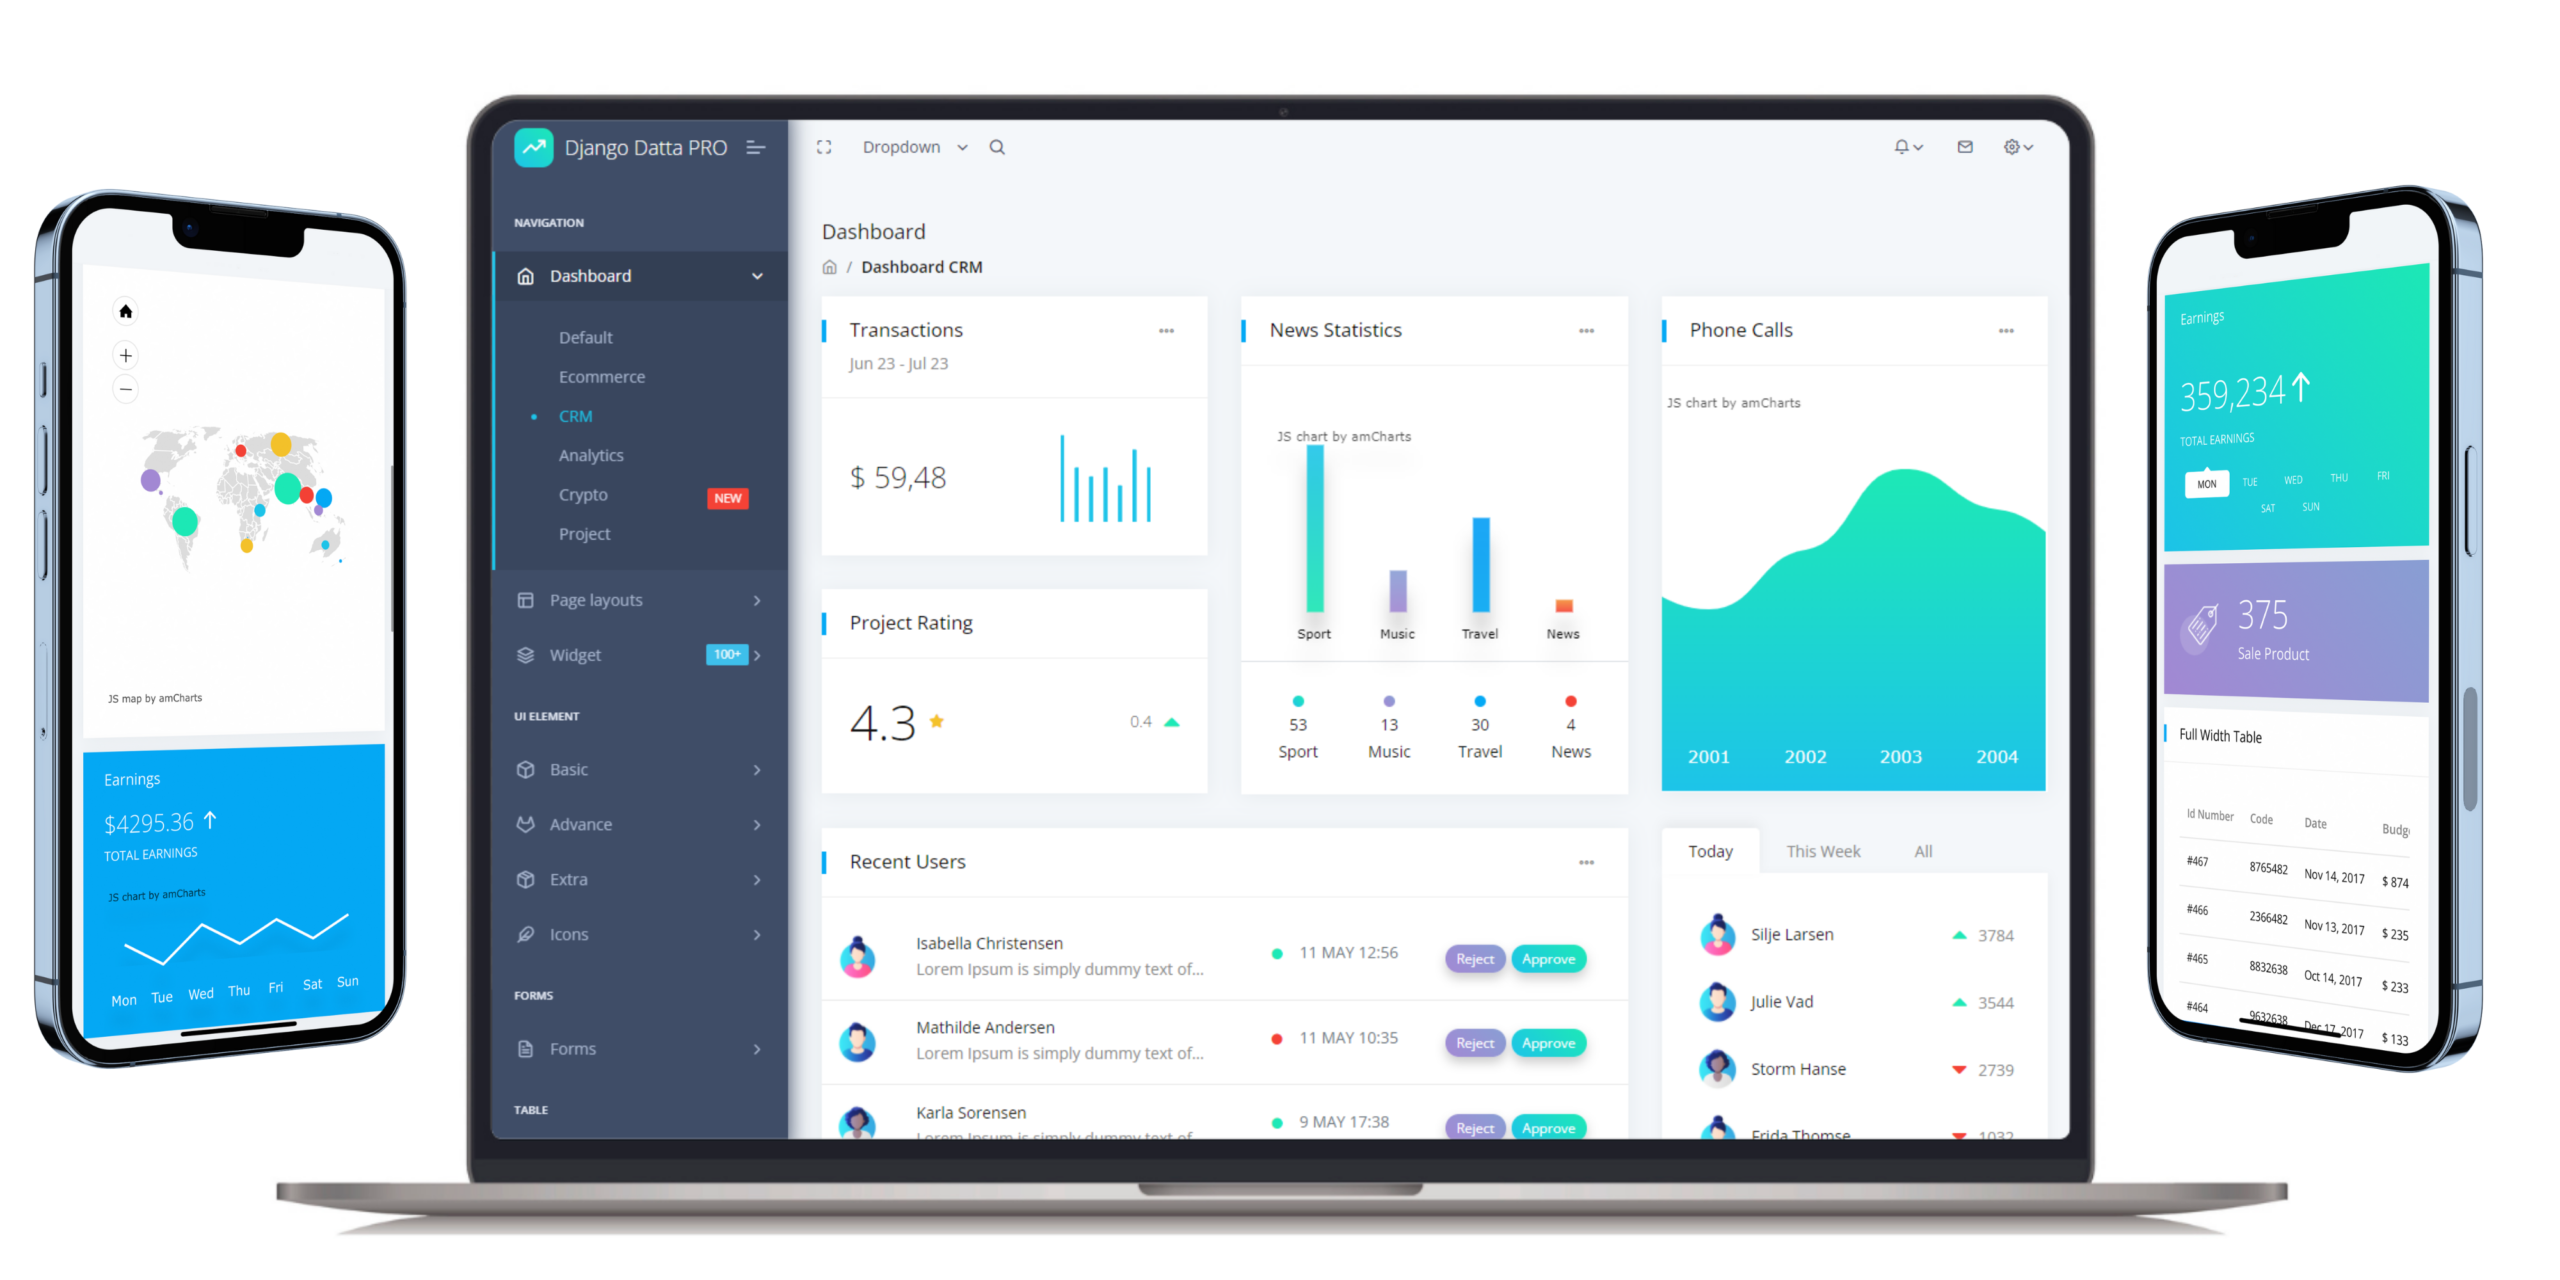 JS map by amCharts
Earnings
$4295.36
TOTAL EARNINGS
JS chart by amCharts
Mon Tue Wed Thu Fri Sat Sun
Django Datta PRO
NAVIGATION
Dashboard
Default
Ecommerce
CRM
Analytics
Crypto NEW
Project
Page layouts
Widget 100+
UI ELEMENT
Basic
Advance
Extra
Icons
FORMS
Forms
TABLE
Dropdown
Dashboard
/ Dashboard CRM
Transactions
Jun 23 - Jul 23
$ 59,48
Project Rating
4.3 0.4
News Statistics
JS chart by amCharts
Sport Music Travel News
53 13 30 4
Sport Music Travel News
Phone Calls
JS chart by amCharts
2001 2002 2003 2004
Recent Users
Isabella Christensen
Lorem Ipsum is simply dummy text of...
11 MAY 12:56
Reject Approve
Mathilde Andersen
Lorem Ipsum is simply dummy text of...
11 MAY 10:35
Reject Approve
Karla Sorensen
Lorem Ipsum is simply dummy text of
9 MAY 17:38
Reject Approve
Today This Week All
Silje Larsen 3784
Julie Vad 3544
Storm Hanse 2739
Frida Thomse 1032
Earnings
359,234
TOTAL EARNINGS
MON TUE WED THU FRI
SAT SUN
375
Sale Product
Full Width Table
Id Number Code Date Budg
#467 8765482 Nov 14, 2017 $ 874
#466 2366482 Nov 13, 2017 $ 235
#465 8832638 Oct 14, 2017 $ 233
#464 9632638 Dec 17, 2017 $ 133